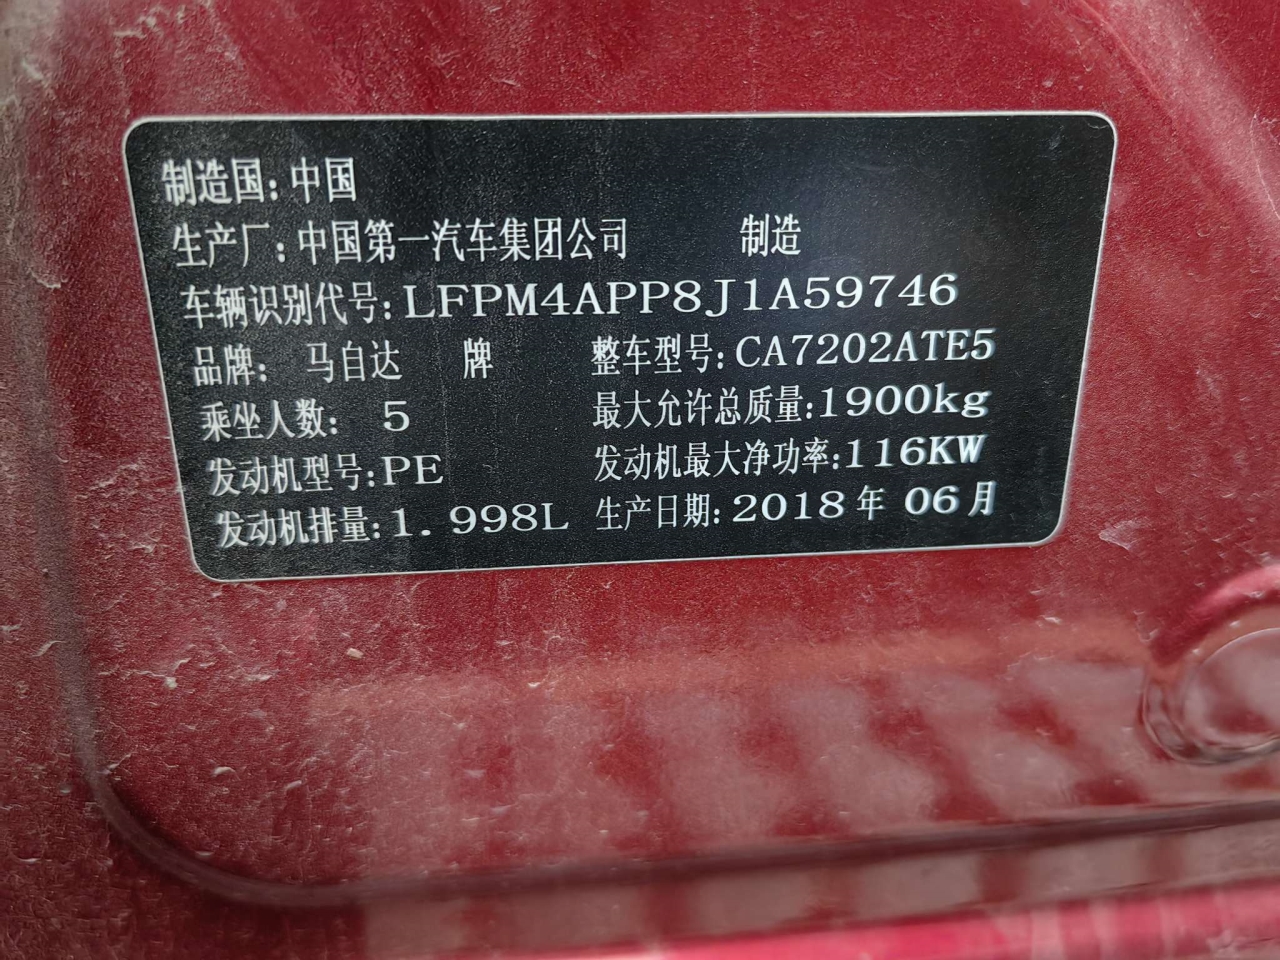 制造国:中国
生产厂:中国第一汽车集团公司 制造
车辆识别代号:LFPM4APP8J1A59746
品牌: 马自达 牌 整车型号:CA7202ATE5
乘坐人数: 5 最大允许总质量:1900kg
发动机型号:PE 发动机最大净功率:116KW
发动机排量:1.998L 生产日期:2018年 06月